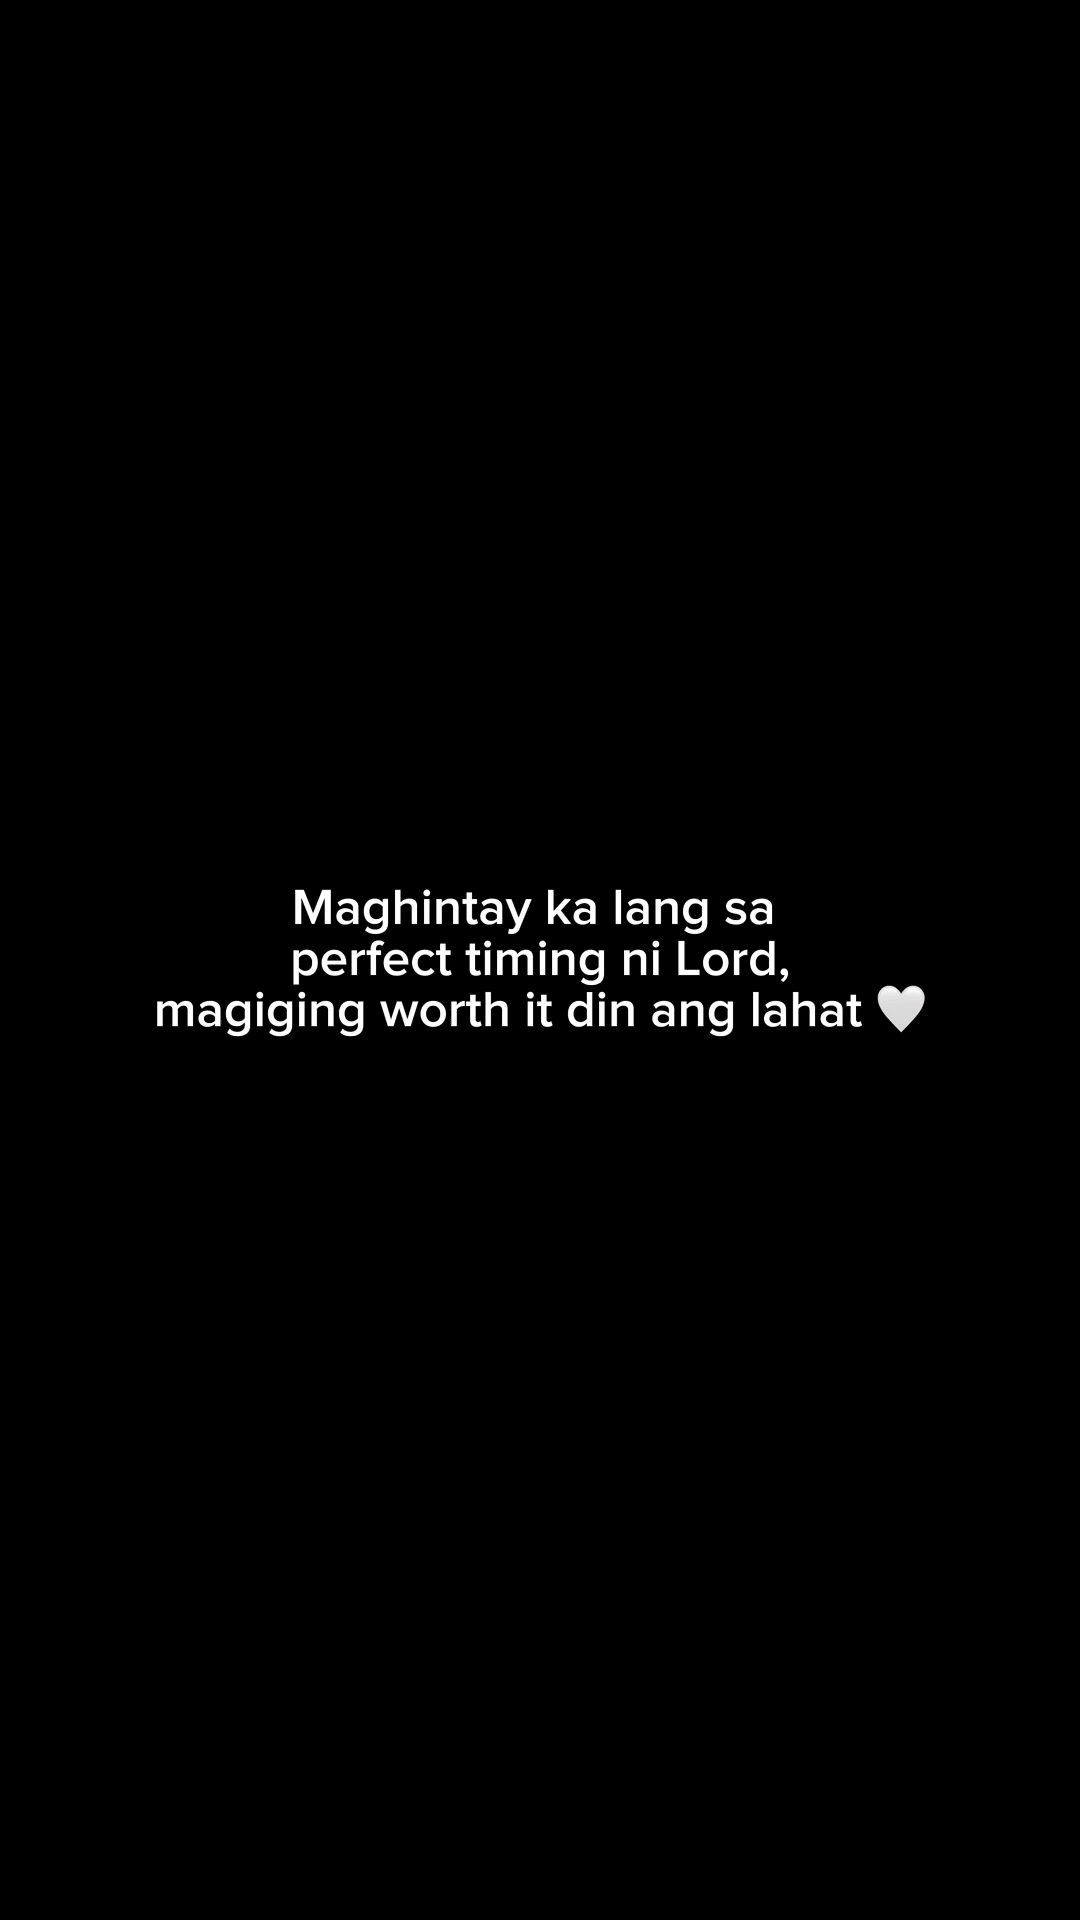 Maghintay ka lang sa
perfect timing ni Lord,
magiging worth it din ang lahat 🤍